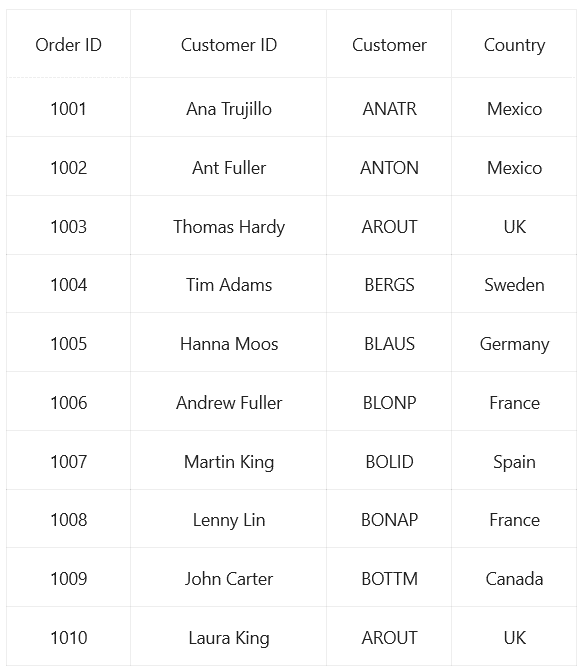 Order ID Customer ID Customer Country
1001 Ana Trujillo ANATR Mexico
1002 Ant Fuller ANTON Mexico
1003 Thomas Hardy AROUT UK
1004 Tim Adams BERGS Sweden
1005 Hanna Moos BLAUS Germany
1006 Andrew Fuller BLONP France
1007 Martin King BOLID Spain
1008 Lenny Lin BONAP France
1009 John Carter BOTTM Canada
1010 Laura King AROUT UK